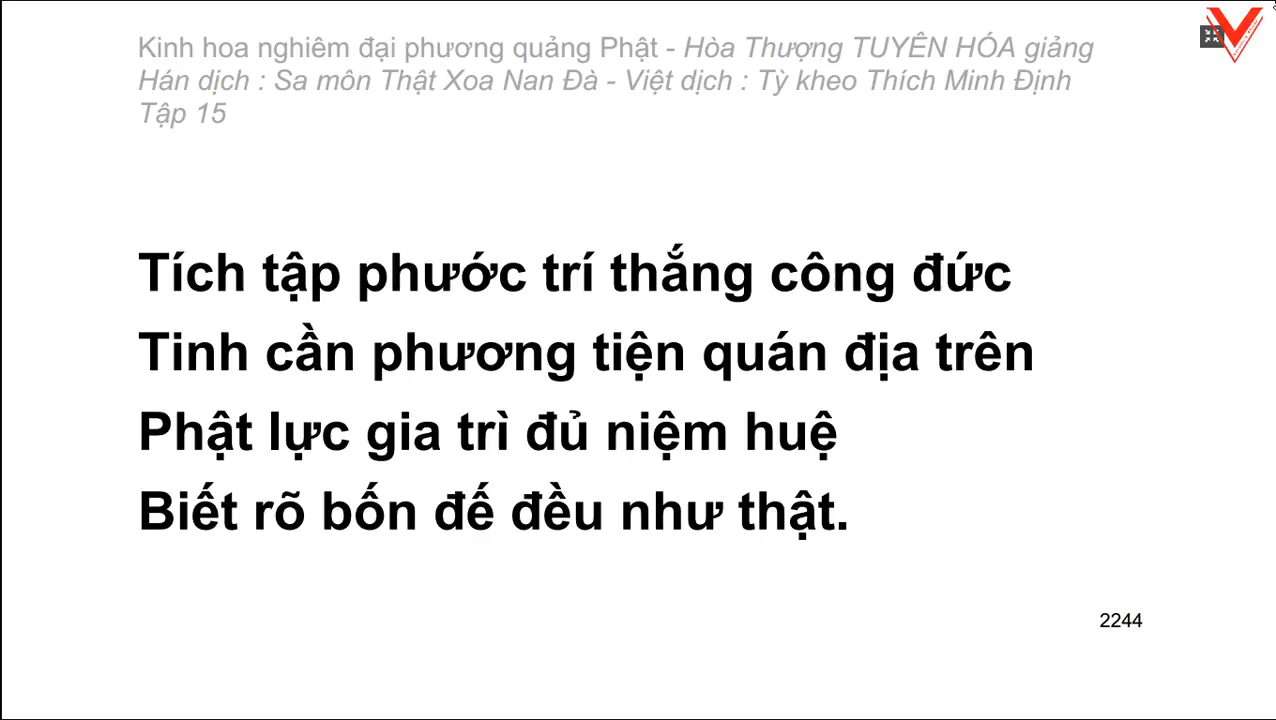 Kinh hoa nghiêm đại phương quảng Phật - Hòa Thượng TUYÊN HÓA giảng
Hán dịch : Sa môn Thật Xoa Nan Đà - Việt dịch : Tỳ kheo Thích Minh Định
Tập 15
Tích tập phước trí thắng công đức
Tinh cần phương tiện quán địa trên
Phật lực gia trì đủ niệm huệ
Biết rõ bốn đế đều như thật.
2244